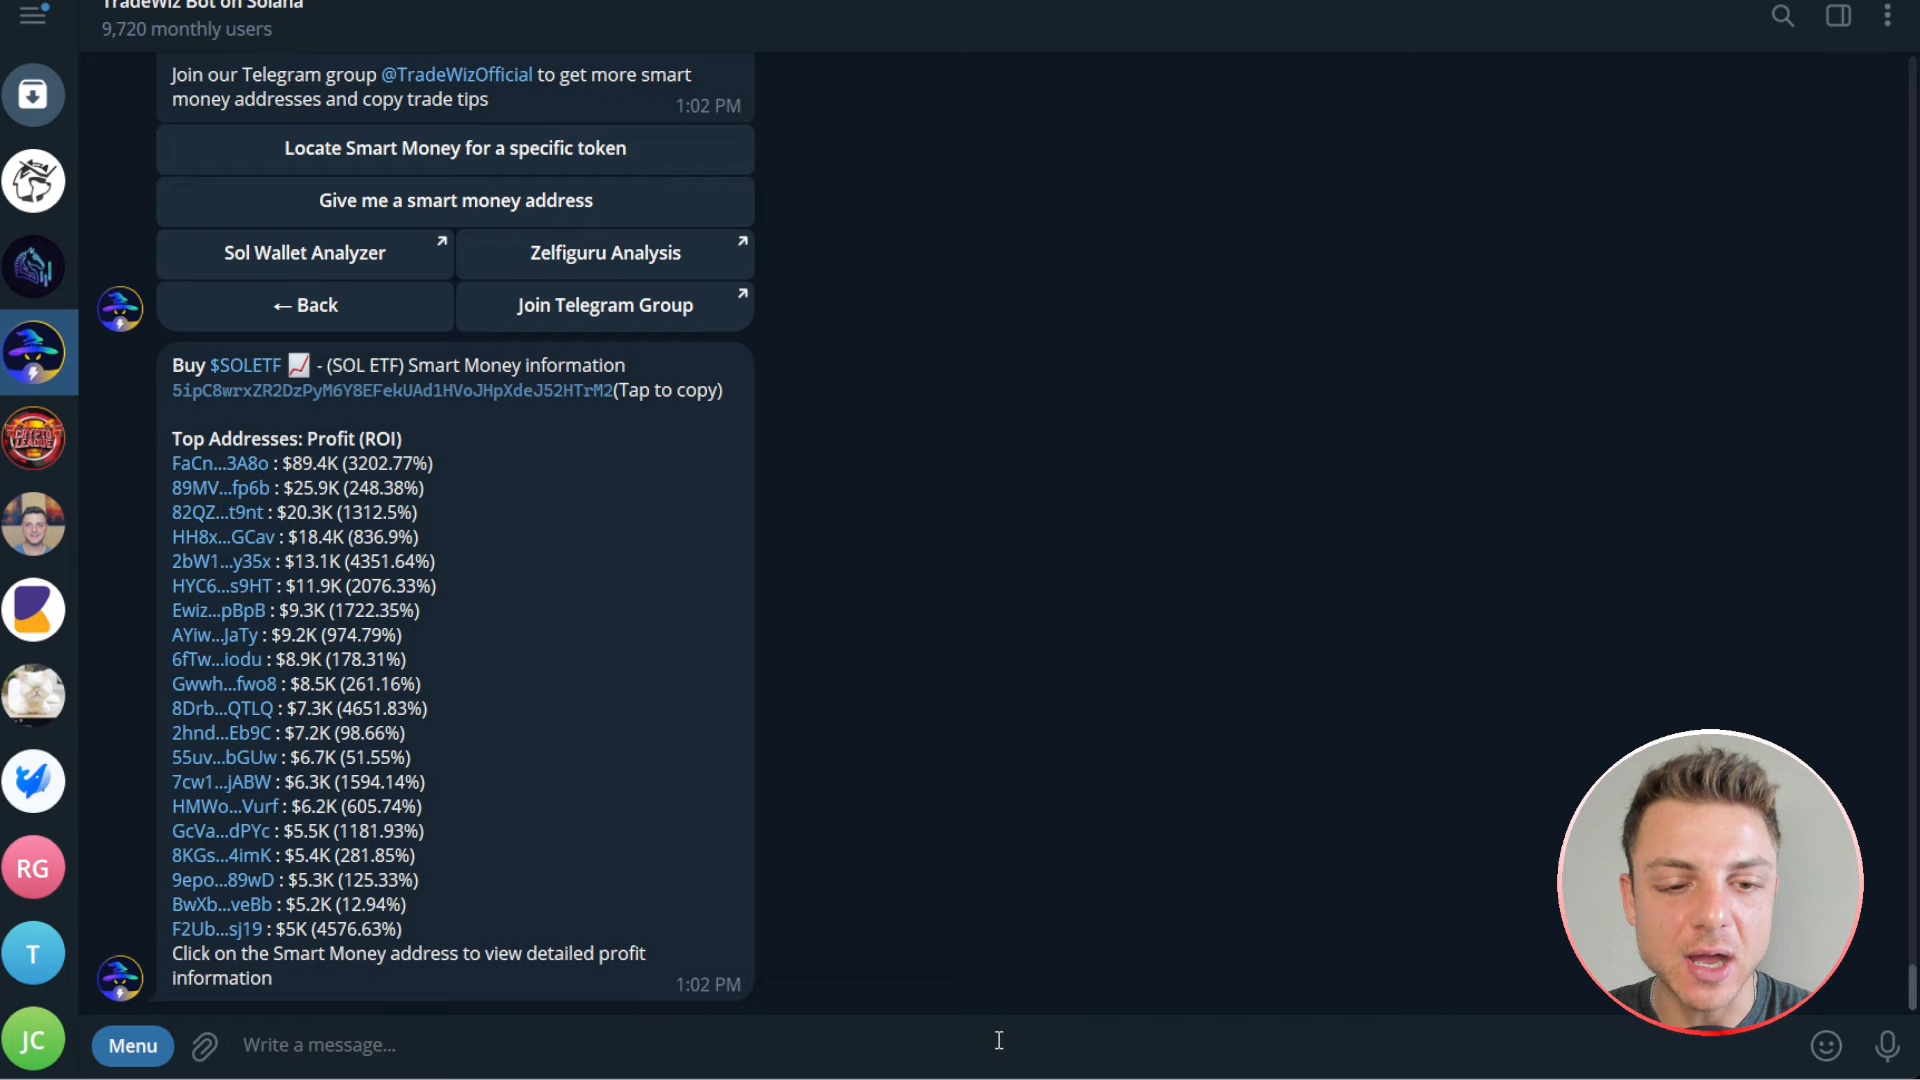 TradeWiz Bot on Solana
9,720 monthly users
Join our Telegram group @TradeWizOfficial to get more smart
money addresses and copy trade tips
1:02 PM
Locate Smart Money for a specific token
Give me a smart money address
Sol Wallet Analyzer
Zelfiguru Analysis
← Back
Join Telegram Group
Buy $SOLETF 📈 - (SOL ETF) Smart Money information
5ipC8wrxZR2DzPyM6Y8EFekUAd1HVoJHpXdeJ52HTrM2(Tap to copy)
Top Addresses: Profit (ROI)
FaCn...3A8o : $89.4K (3202.77%)
89MV...fp6b : $25.9K (248.38%)
82QZ...t9nt : $20.3K (1312.5%)
HH8x...GCav : $18.4K (836.9%)
2bW1...y35x : $13.1K (4351.64%)
HYC6...s9HT : $11.9K (2076.33%)
Ewiz...pBpB : $9.3K (1722.35%)
AYiw...JaTy : $9.2K (974.79%)
6fTw...iodu : $8.9K (178.31%)
Gwwh...fwo8 : $8.5K (261.16%)
8Drb...QTLQ : $7.3K (4651.83%)
2hnd...Eb9C : $7.2K (98.66%)
55uv...bGUw : $6.7K (51.55%)
7cw1...jABW : $6.3K (1594.14%)
HMWo...Vurf : $6.2K (605.74%)
GcVa...dPYc : $5.5K (1181.93%)
8KGs...4imK : $5.4K (281.85%)
9epo...89wD : $5.3K (125.33%)
BwXb...veBb : $5.2K (12.94%)
F2Ub...sj19 : $5K (4576.63%)
Click on the Smart Money address to view detailed profit
information
1:02 PM
CRYPTO
LEAGUE
RG
T
JC
Menu
Write a message...